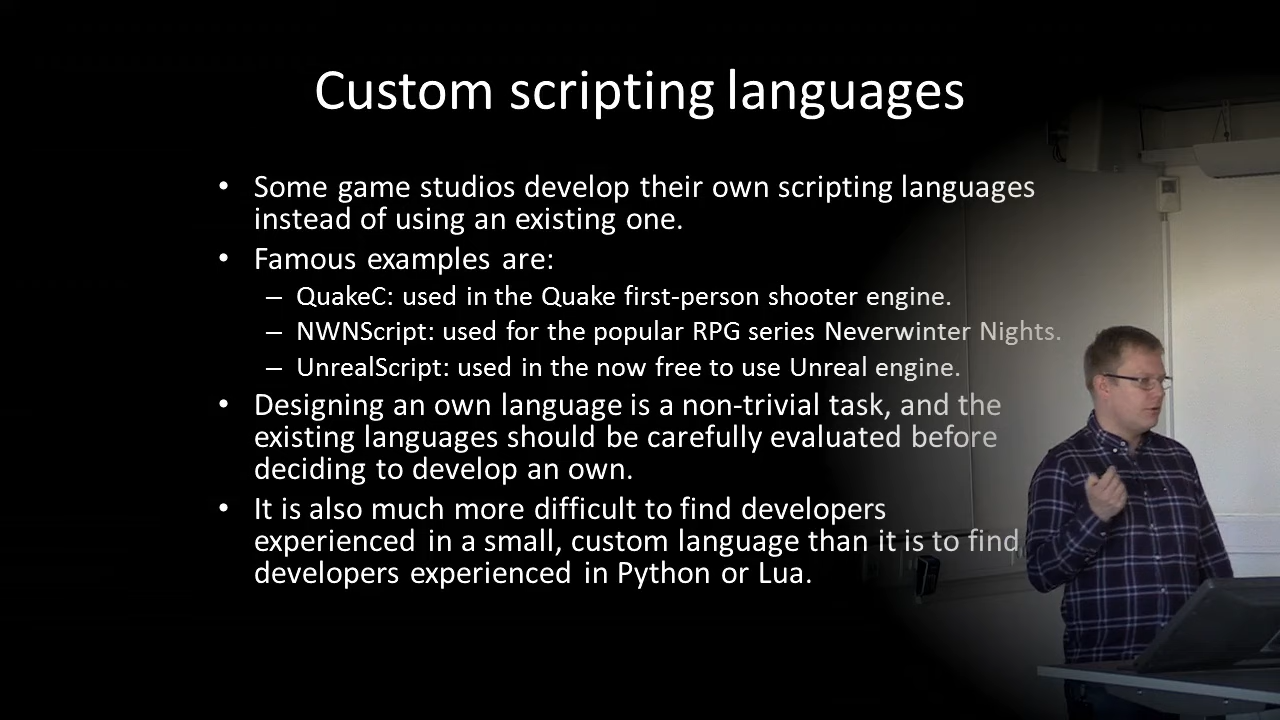 Custom scripting languages
• Some game studios develop their own scripting languages
instead of using an existing one.
• Famous examples are:
– QuakeC: used in the Quake first-person shooter engine.
– NWNScript: used for the popular RPG series Neverwinter Nights.
– UnrealScript: used in the now free to use Unreal engine.
• Designing an own language is a non-trivial task, and the
existing languages should be carefully evaluated before
deciding to develop an own.
• It is also much more difficult to find developers
experienced in a small, custom language than it is to find
developers experienced in Python or Lua.